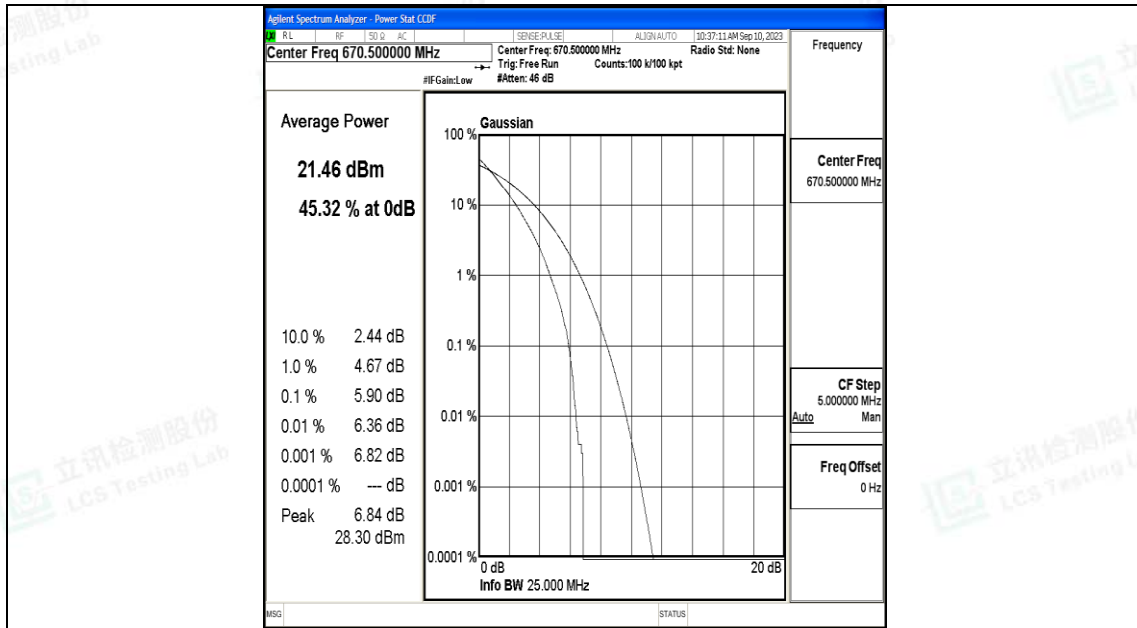 Agilent Spectrum Analyzer - Power Stat CCDF
RL RF 50 Ω AC SENSE:PULSE ALIGN AUTO 10:37:11 AM Sep 10, 2023
Center Freq 670.500000 MHz
Center Freq: 670.500000 MHz Radio Std: None
Trig: Free Run Counts:100 k/100 kpt
#IFGain:Low #Atten: 46 dB
Frequency
Average Power
21.46 dBm
45.32 % at 0dB
10.0 % 2.44 dB
1.0 % 4.67 dB
0.1 % 5.90 dB
0.01 % 6.36 dB
0.001 % 6.82 dB
0.0001 % --- dB
Peak 6.84 dB
28.30 dBm
Gaussian
100 %
10 %
1 %
0.1 %
0.01 %
0.001 %
0.0001 %
0 dB 20 dB
Info BW 25.000 MHz
Center Freq
670.500000 MHz
CF Step
5.000000 MHz
Auto Man
Freq Offset
0 Hz
MSG STATUS
立讯检测股份
LCS Testing Lab